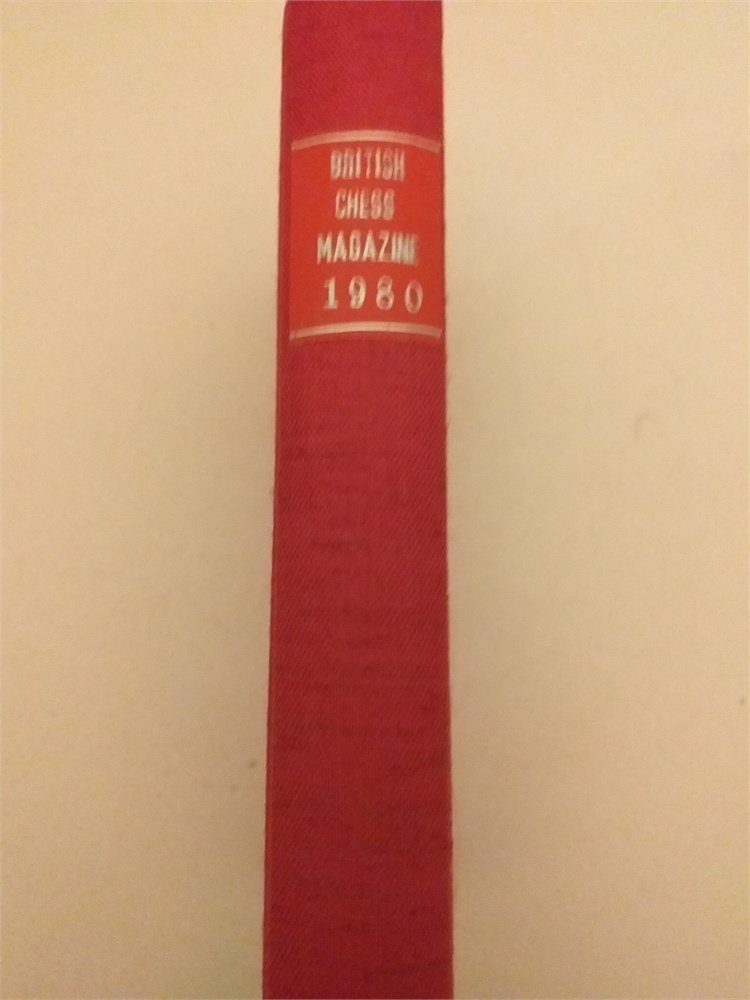 BRITISH
CHESS
MAGAZINE
1980